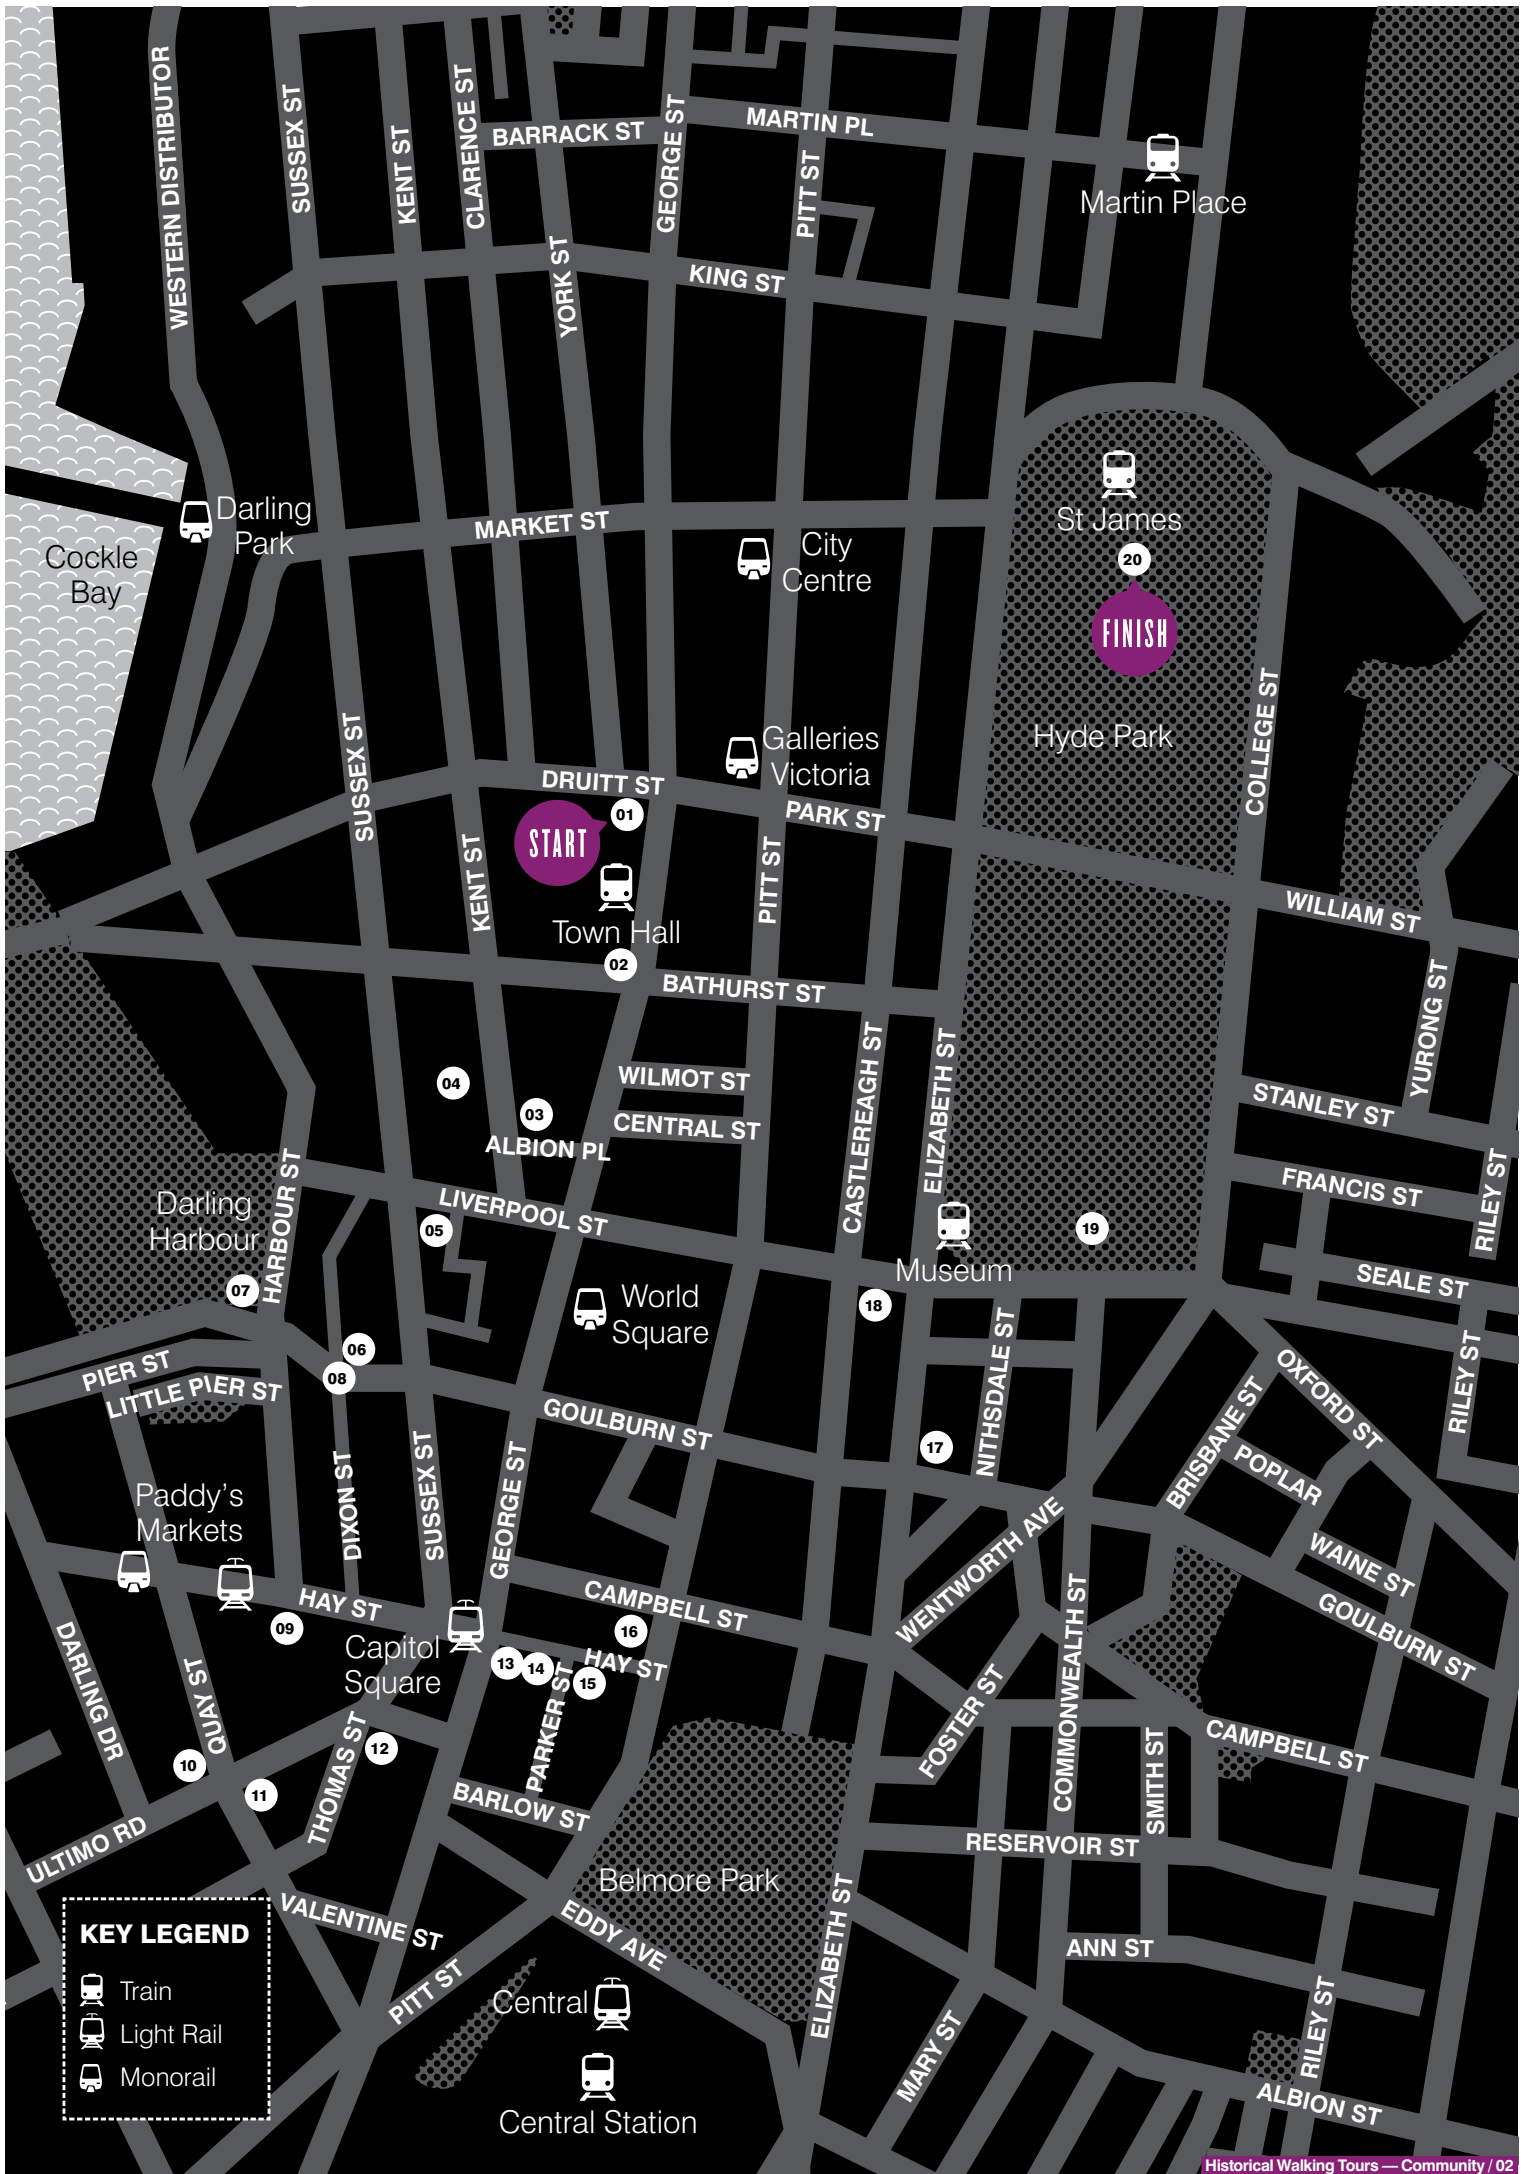 WESTERN DISTRIBUTOR
SUSSEX ST
KENT ST
CLARENCE ST
BARRACK ST
GEORGE ST
MARTIN PL
PITT ST
Martin Place
YORK ST
KING ST
Darling
Park
Cockle
Bay
MARKET ST
City
Centre
St James
20
FINISH
Hyde Park
COLLEGE ST
SUSSEX ST
Galleries
Victoria
DRUITT ST
01
START
PARK ST
KENT ST
PITT ST
Town Hall
02
BATHURST ST
WILLIAM ST
YURONG ST
04
03
ALBION PL
WILMOT ST
CENTRAL ST
CASTLEREAGH ST
ELIZABETH ST
STANLEY ST
FRANCIS ST
RILEY ST
Darling
Harbour
HARBOUR ST
LIVERPOOL ST
05
07
World
Square
Museum
19
18
SEALE ST
RILEY ST
PIER ST
LITTLE PIER ST
06
08
GOULBURN ST
NITHSDALE ST
17
OXFORD ST
BRISBANE ST
POPLAR
WAINE ST
GOULBURN ST
Paddy's
Markets
DIXON ST
SUSSEX ST
GEORGE ST
HAY ST
09
Capitol
Square
CAMPBELL ST
16
HAY ST
13
14
15
PARKER ST
WENTWORTH AVE
COMMONWEALTH ST
FOSTER ST
SMITH ST
CAMPBELL ST
DARLING DR
QUAY ST
10
11
12
THOMAS ST
BARLOW ST
ULTIMO RD
RESERVOIR ST
Belmore Park
VALENTINE ST
PITT ST
EDDY AVE
ELIZABETH ST
ANN ST
RILEY ST
MARY ST
ALBION ST
Central
Central Station
KEY LEGEND
Train
Light Rail
Monorail
Historical Walking Tours — Community / 02